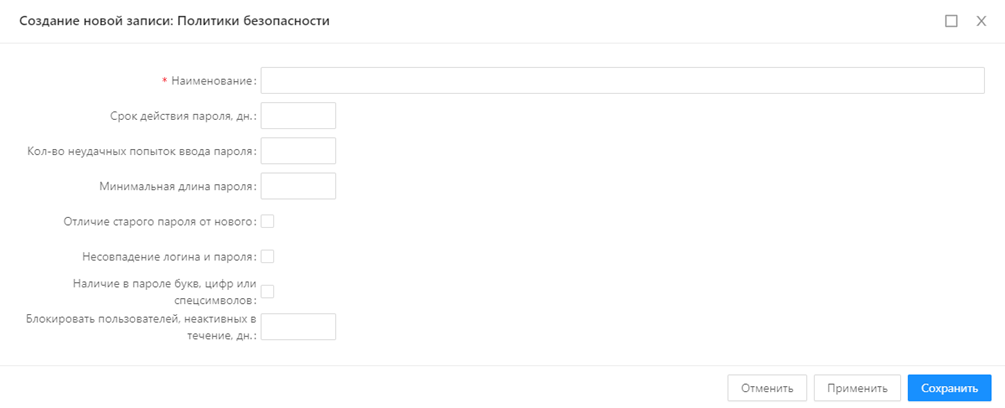 Создание новой записи: Политики безопасности
* Наименование:
Срок действия пароля, дн.:
Кол-во неудачных попыток ввода пароля:
Минимальная длина пароля:
Отличие старого пароля от нового:
Несовпадение логина и пароля:
Наличие в пароле букв, цифр или
спецсимволов:
Блокировать пользователей, неактивных в
течение, дн.:
Отменить Применить Сохранить